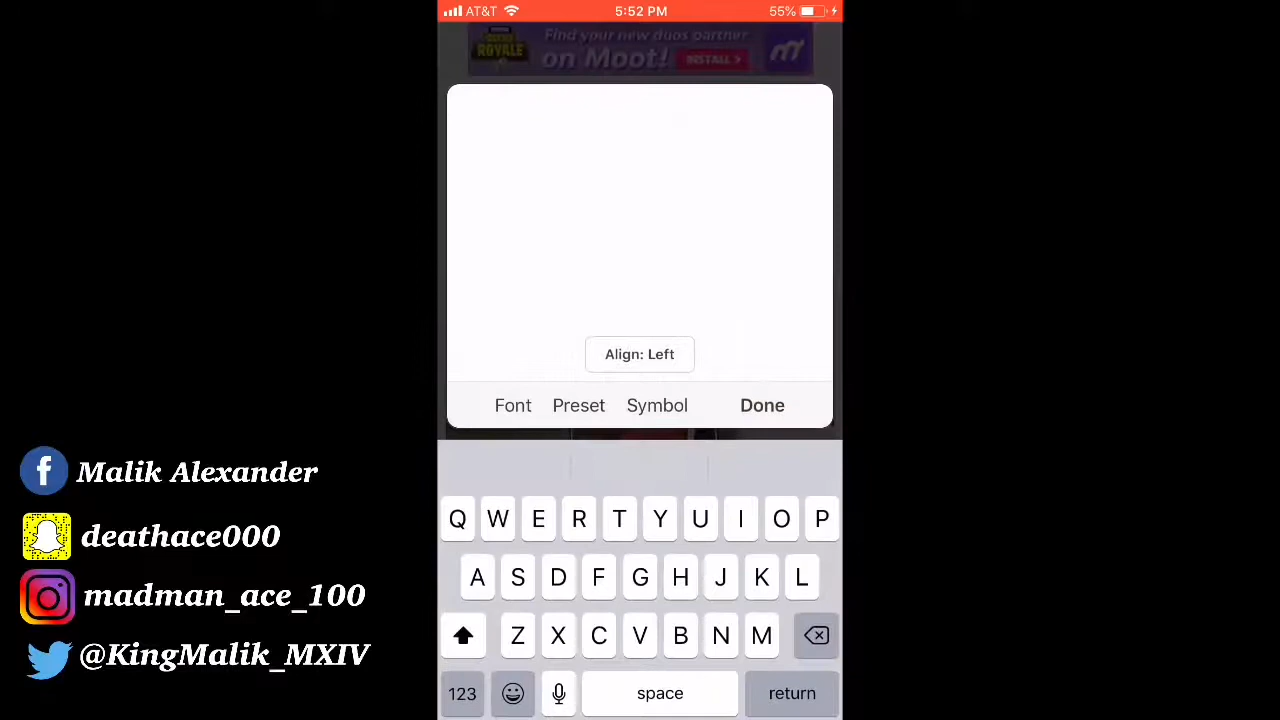 AT&T 5:52 PM 55%
ROYALE
Find your new duos partner
on Moot! INSTALL >
m
Align: Left
Font Preset Symbol Done
Q W E R T Y U I O P
A S D F G H J K L
Z X C V B N M
123 space return
f Malik Alexander
deathace000
madman_ace_100
@KingMalik_MXIV